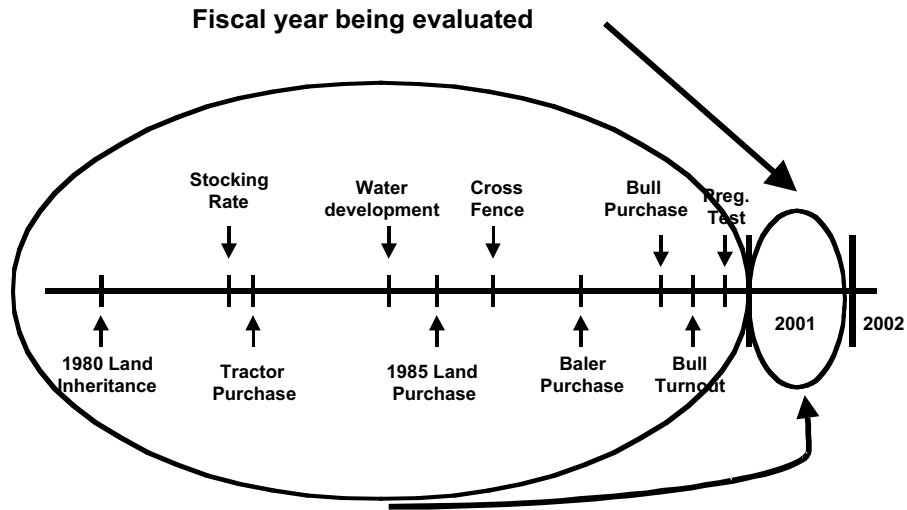 Fiscal year being evaluated
Stocking
Rate
Water
development
Cross
Fence
Bull
Purchase
Preg.
Test
2001
2002
1980 Land
Inheritance
Tractor
Purchase
1985 Land
Purchase
Baler
Purchase
Bull
Turnout